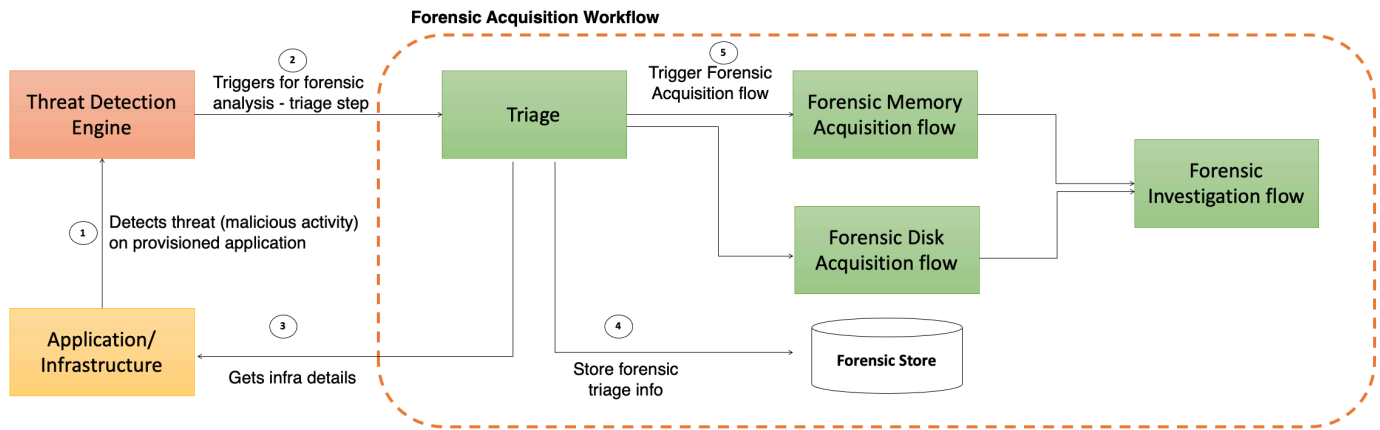 Forensic Acquisition Workflow
2
5
Triggers for forensic
analysis - triage step
Trigger Forensic
Acquisition flow
Threat Detection
Engine
Triage
Forensic Memory
Acquisition flow
Forensic
Investigation flow
1
Detects threat (malicious activity)
on provisioned application
Forensic Disk
Acquisition flow
Application/
Infrastructure
3
Gets infra details
4
Store forensic
triage info
Forensic Store